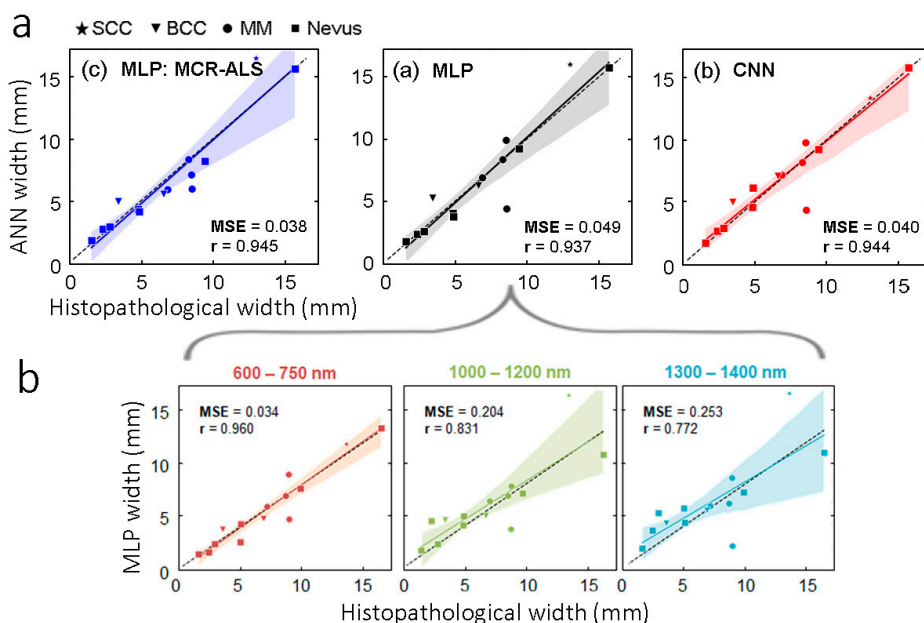 a
★ SCC ▼ BCC ● MM ■ Nevus
(c) MLP: MCR-ALS
(a) MLP
(b) CNN
ANN width (mm)
15
10
5
0
MSE = 0.038
r = 0.945
MSE = 0.049
r = 0.937
MSE = 0.040
r = 0.944
0 5 10 15
0 5 10 15
0 5 10 15
Histopathological width (mm)
b
600 – 750 nm
1000 – 1200 nm
1300 – 1400 nm
MLP width (mm)
15
10
5
0
MSE = 0.034
r = 0.960
MSE = 0.204
r = 0.831
MSE = 0.253
r = 0.772
0 5 10 15
0 5 10 15
0 5 10 15
Histopathological width (mm)